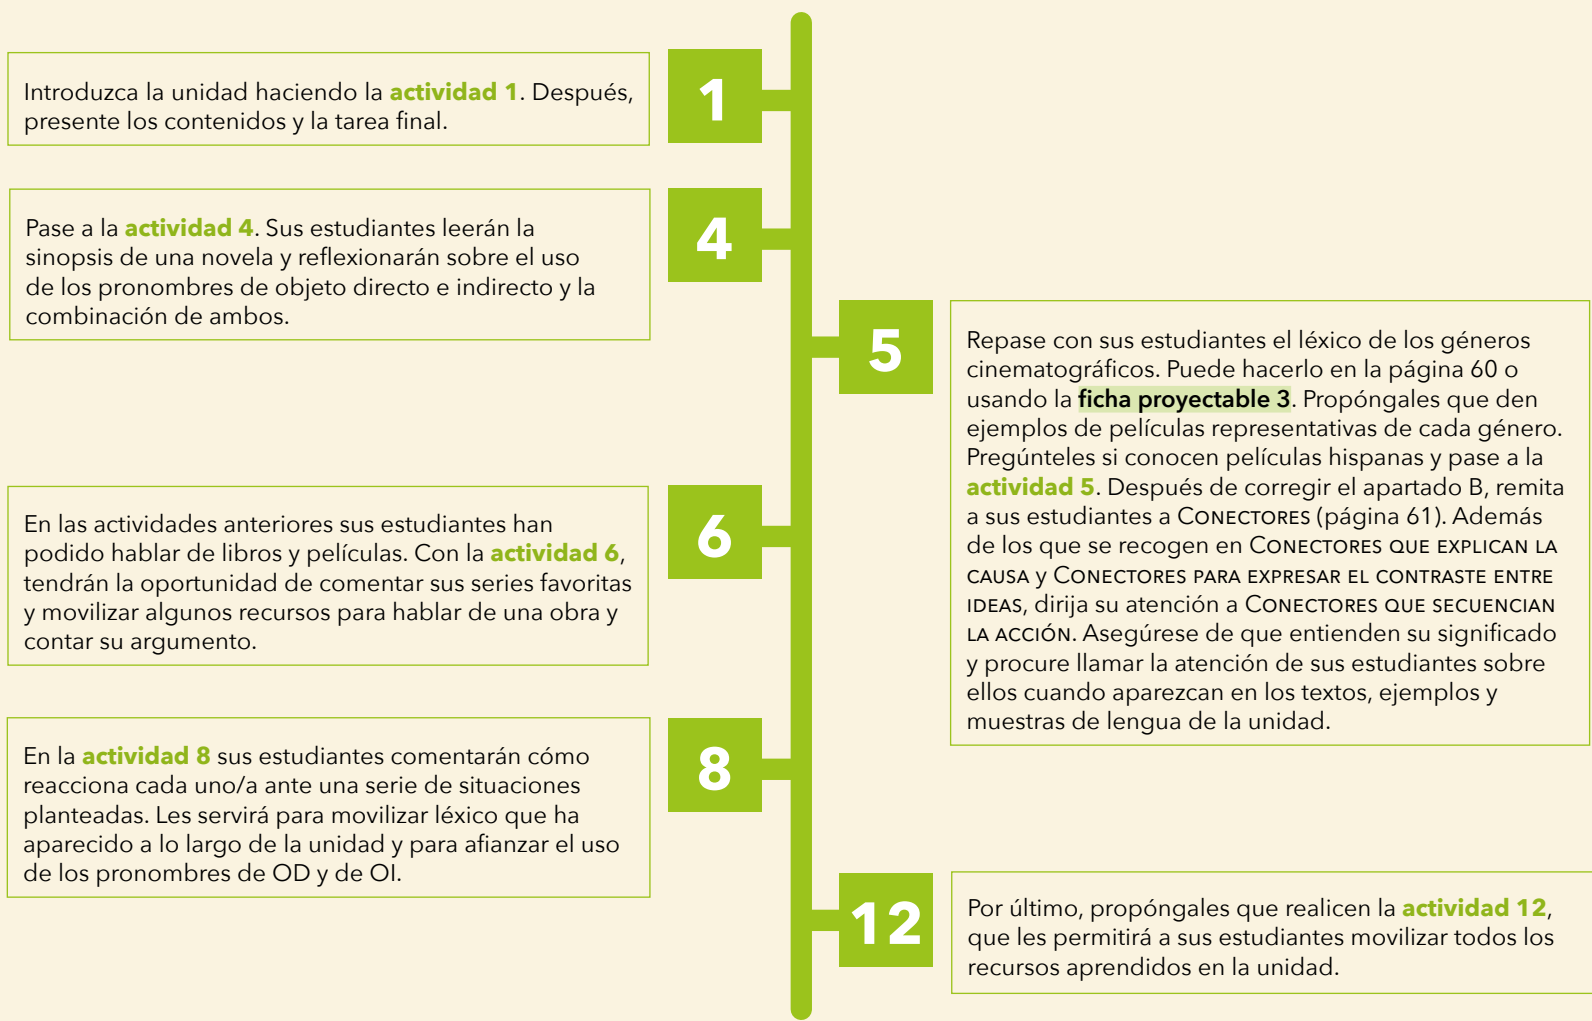 1
Introduzca la unidad haciendo la actividad 1. Después,
presente los contenidos y la tarea final.
4
Pase a la actividad 4. Sus estudiantes leerán la
sinopsis de una novela y reflexionarán sobre el uso
de los pronombres de objeto directo e indirecto y la
combinación de ambos.
5
Repase con sus estudiantes el léxico de los géneros
cinematográficos. Puede hacerlo en la página 60 o
usando la ficha proyectable 3. Propóngales que den
ejemplos de películas representativas de cada género.
Pregúnteles si conocen películas hispanas y pase a la
actividad 5. Después de corregir el apartado B, remita
a sus estudiantes a CONECTORES (página 61). Además
de los que se recogen en CONECTORES QUE EXPLICAN LA
CAUSA y CONECTORES PARA EXPRESAR EL CONTRASTE ENTRE
IDEAS, dirija su atención a CONECTORES QUE SECUENCIAN
LA ACCIÓN. Asegúrese de que entienden su significado
y procure llamar la atención de sus estudiantes sobre
ellos cuando aparezcan en los textos, ejemplos y
muestras de lengua de la unidad.
6
En las actividades anteriores sus estudiantes han
podido hablar de libros y películas. Con la actividad 6,
tendrán la oportunidad de comentar sus series favoritas
y movilizar algunos recursos para hablar de una obra y
contar su argumento.
8
En la actividad 8 sus estudiantes comentarán cómo
reacciona cada uno/a ante una serie de situaciones
planteadas. Les servirá para movilizar léxico que ha
aparecido a lo largo de la unidad y para afianzar el uso
de los pronombres de OD y de OI.
12
Por último, propóngales que realicen la actividad 12,
que les permitirá a sus estudiantes movilizar todos los
recursos aprendidos en la unidad.